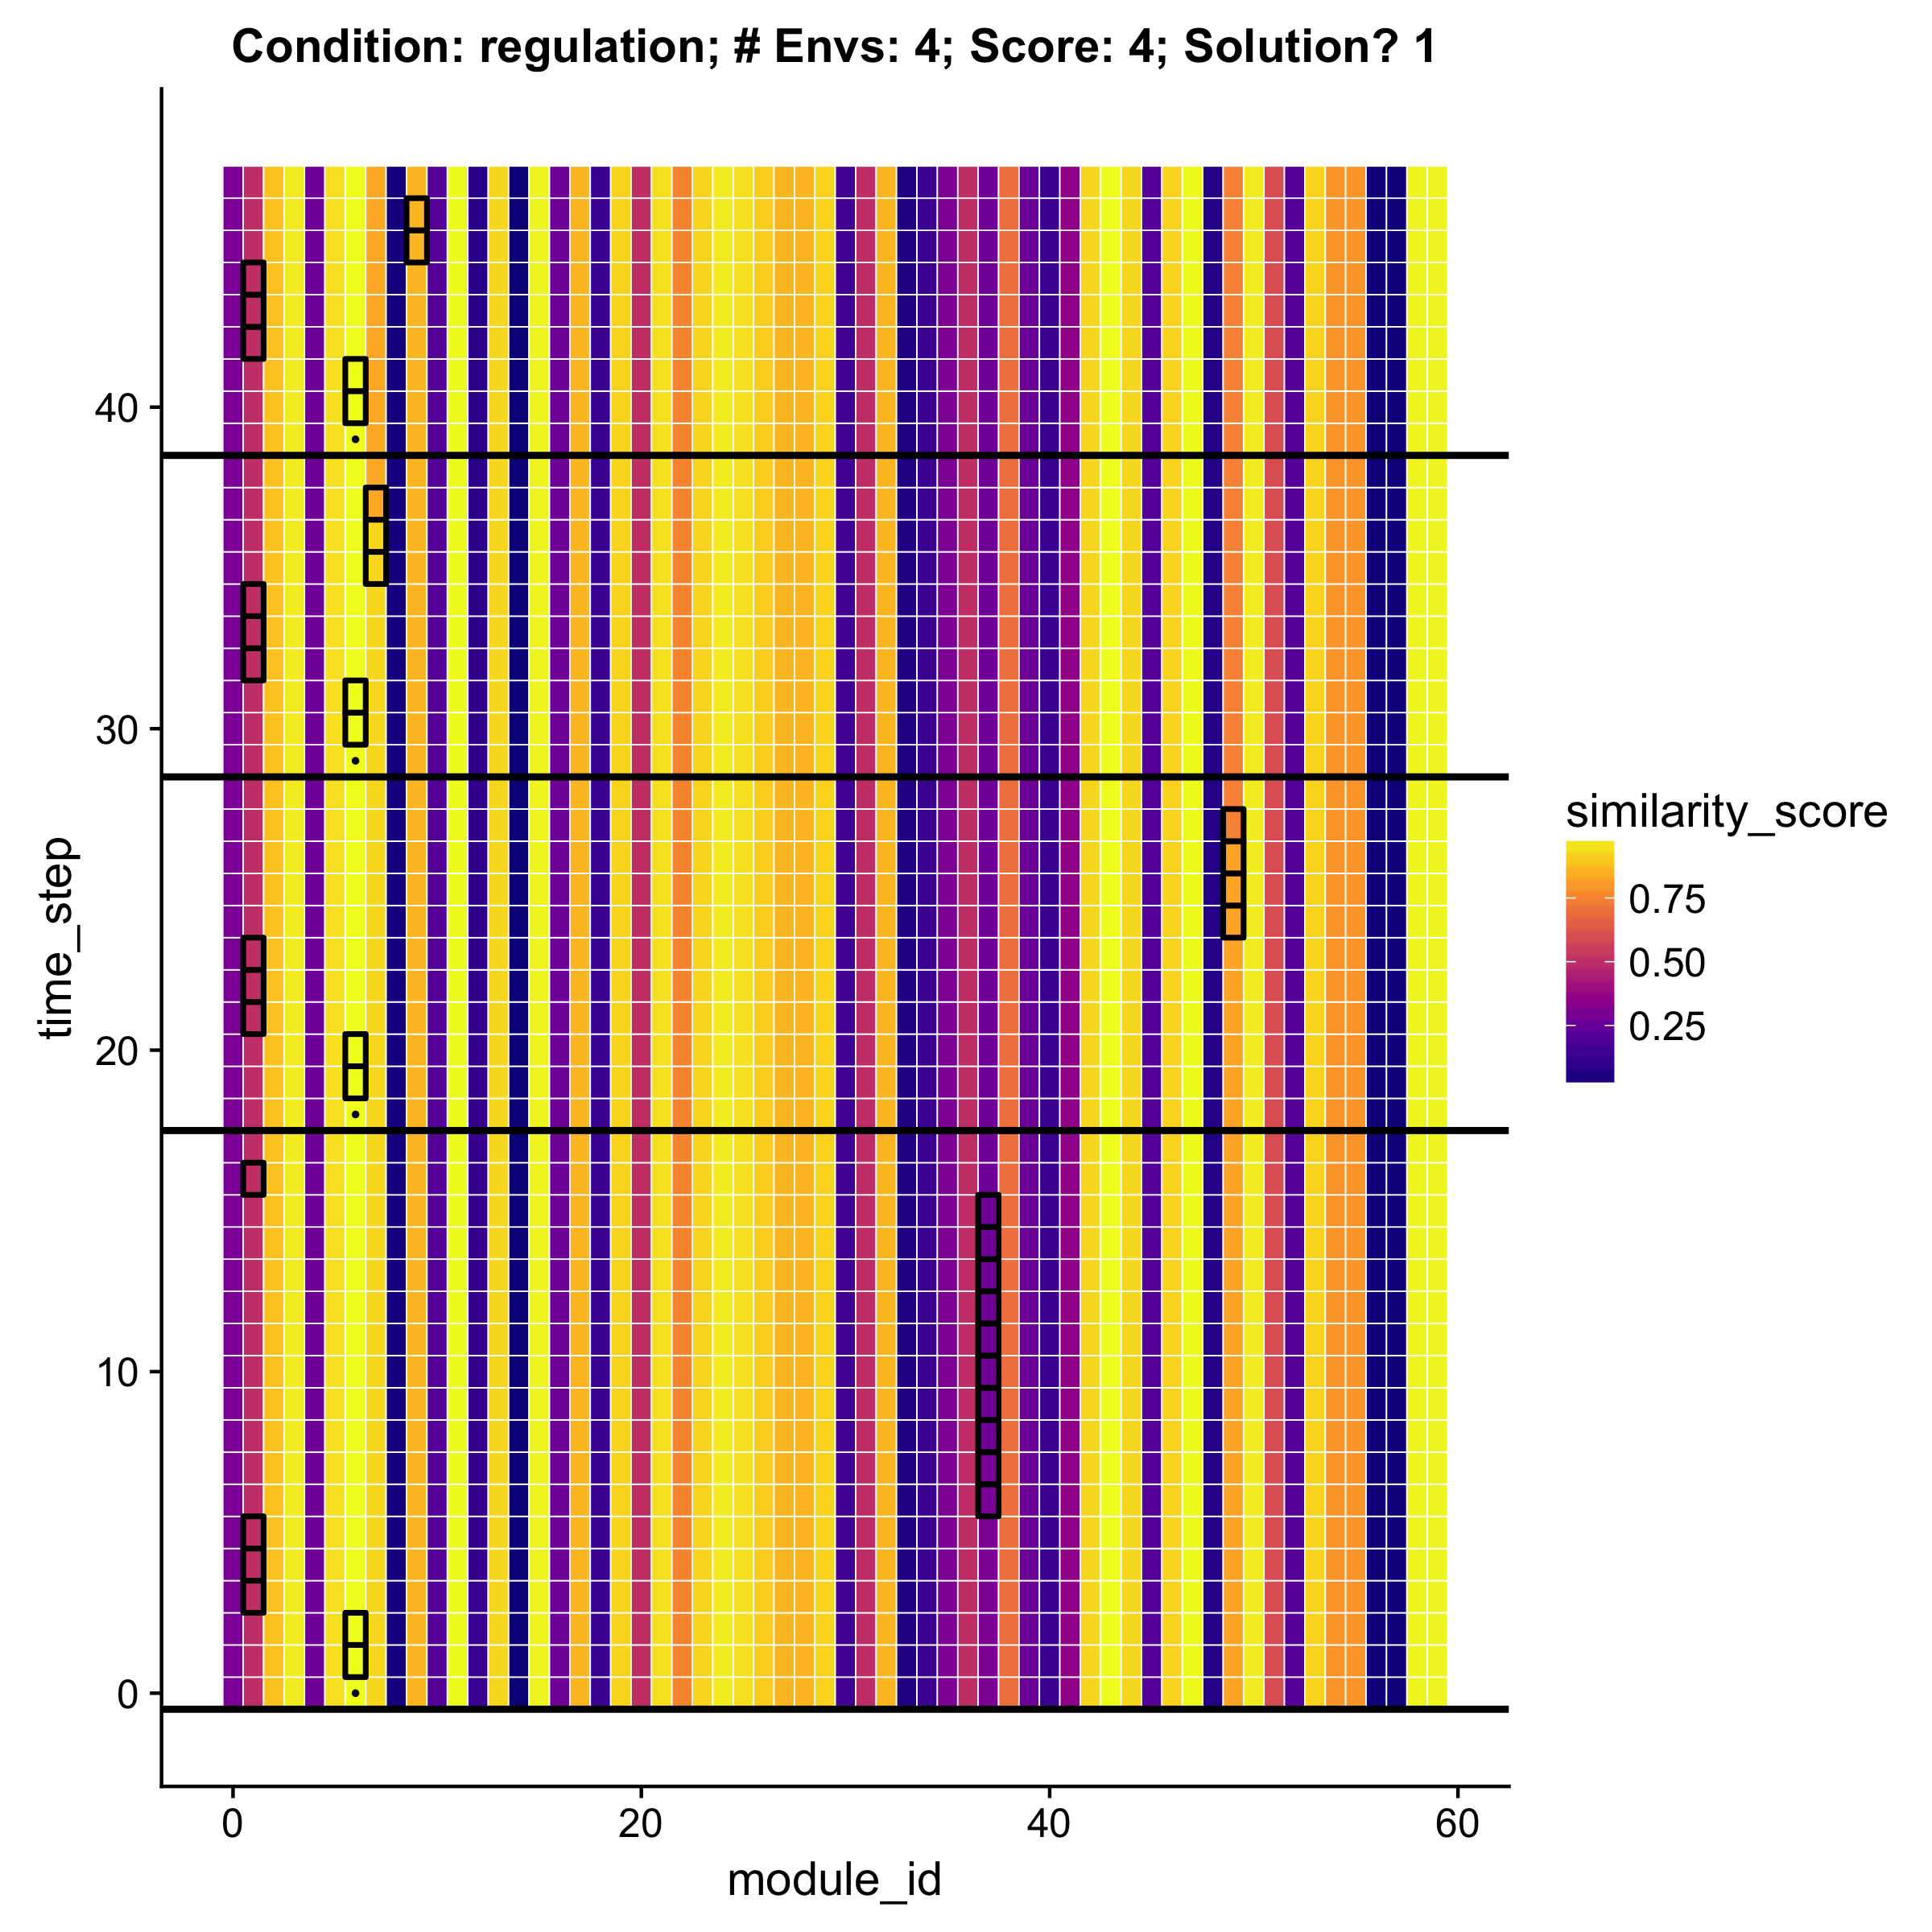 Condition: regulation; # Envs: 4; Score: 4; Solution? 1
time_step
40
30
20
10
0
0 20 40 60
module_id
similarity_score
0.75
0.50
0.25